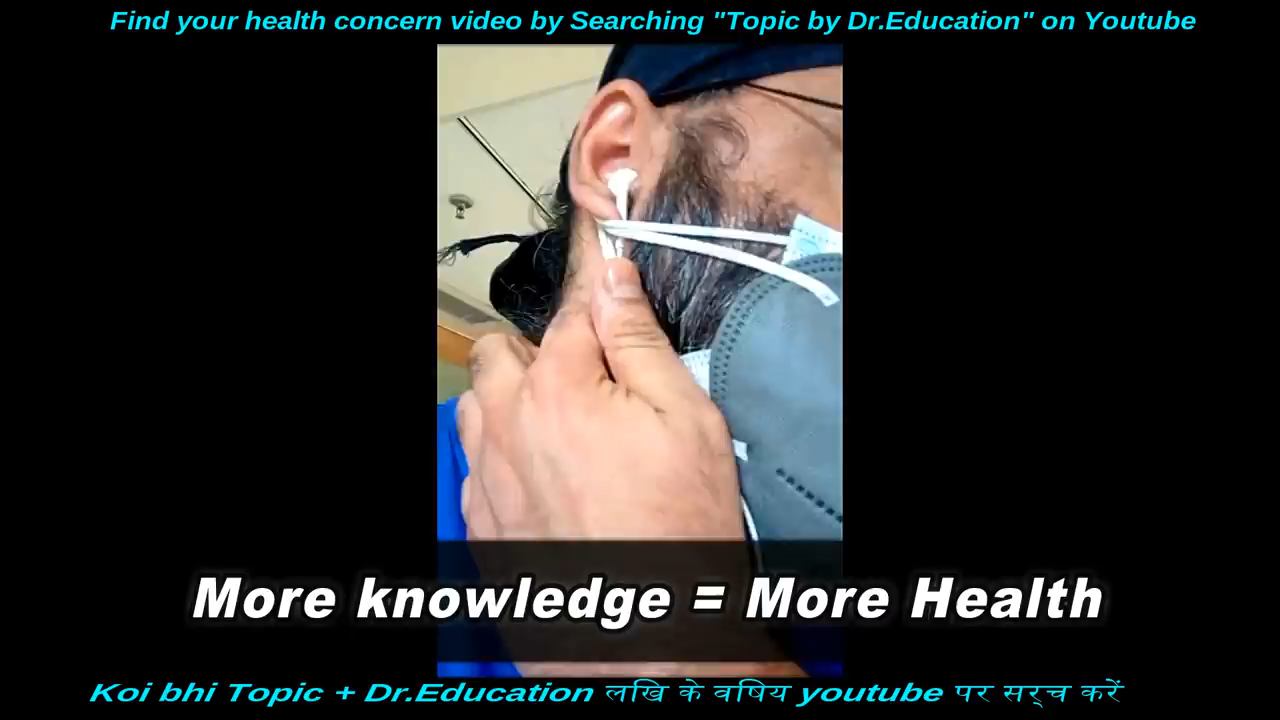 Find your health concern video by Searching "Topic by Dr.Education" on Youtube
More knowledge = More Health
Koi bhi Topic + Dr.Education लखि के वषिय youtube पर सर्च करें